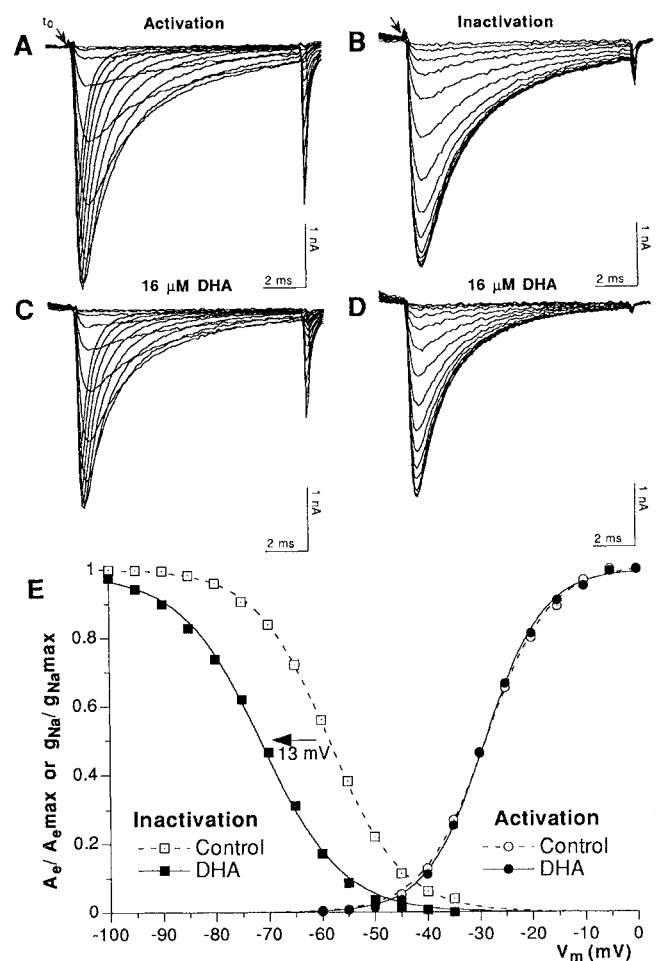 A
t₀
Activation
B
Inactivation
1 nA
2 ms
1 nA
2 ms
C
16 µM DHA
D
16 µM DHA
1 nA
2 ms
1 nA
2 ms
E
Ae/ Aemax or gNa/ gNamax
1
0.8
0.6
0.4
0.2
0
13 mV
Inactivation
Control
DHA
Activation
Control
DHA
-100 -90 -80 -70 -60 -50 -40 -30 -20 -10 0
Vm (mV)